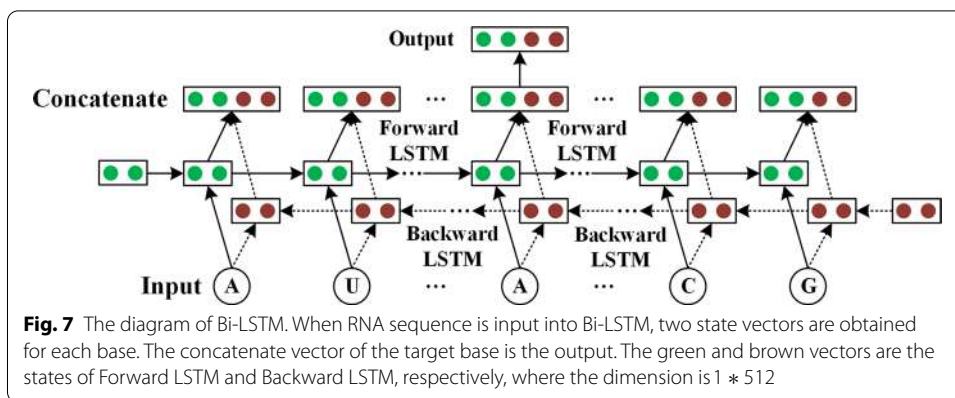 Output
Concatenate
... ...
Forward LSTM
Forward LSTM
...
...
...
...
Backward LSTM
Backward LSTM
Input A U ... A ... C G
Fig. 7 The diagram of Bi-LSTM. When RNA sequence is input into Bi-LSTM, two state vectors are obtained
for each base. The concatenate vector of the target base is the output. The green and brown vectors are the
states of Forward LSTM and Backward LSTM, respectively, where the dimension is 1 * 512